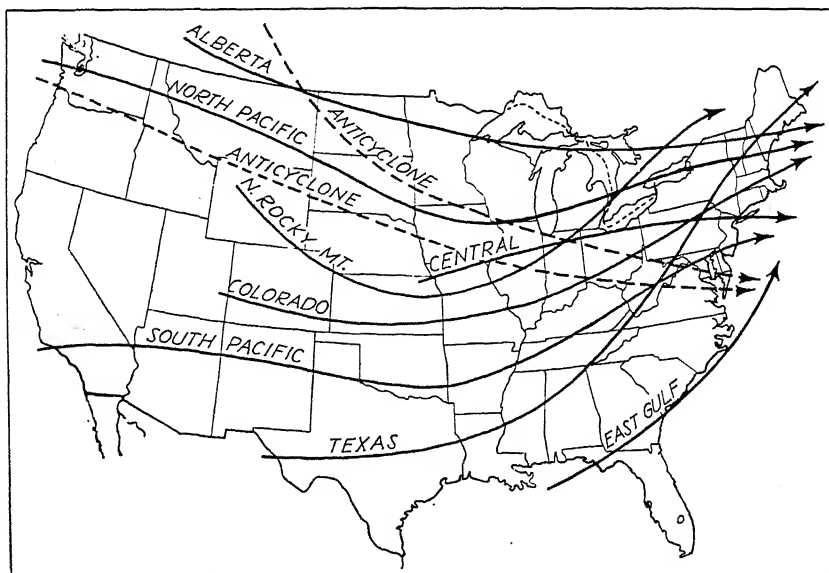 ALBERTA
NORTH PACIFIC
ANTICYCLONE
ANTICYCLONE
N. ROCKY MT.
CENTRAL
COLORADO
SOUTH PACIFIC
TEXAS
EAST GULF